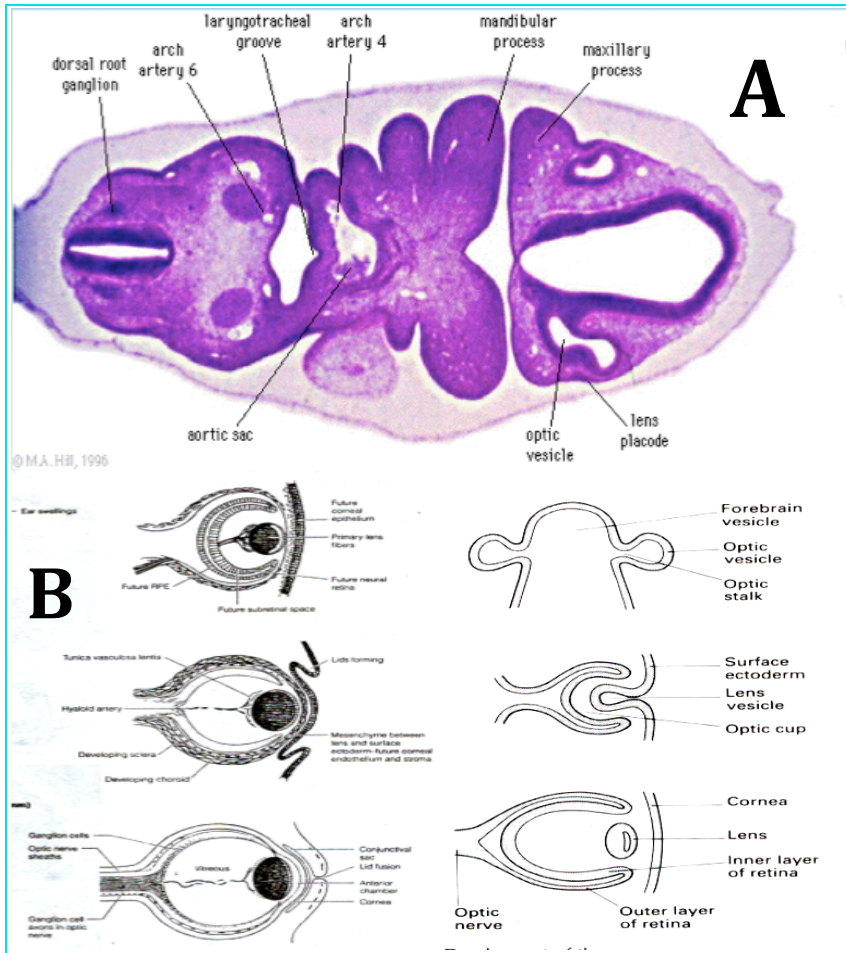 laryngotracheal
groove
arch
artery 4
mandibular
process
maxillary
process
arch
artery 6
dorsal root
ganglion
A
aortic sac
optic
vesicle
lens
placode
© M.A. Hill, 1996
Ear swellings
Future
corneal
epithelium
Primary lens
fibers
Future neural
retina
Future RPE
Future subretinal space
B
Forebrain
vesicle
Optic
vesicle
Optic
stalk
Tunica vasculosa lentis
Lids forming
Hyaloid artery
Mesenchyme between
lens and surface
ectoderm-future corneal
endothelium and stroma
Developing sclera
Developing choroid
Surface
ectoderm
Lens
vesicle
Optic cup
Ganglion cells
Optic nerve
sheaths
Vitreous
Conjunctival
sac
Lid fusion
Anterior
chamber
Cornea
Ganglion cell
axons in optic
nerve
Cornea
Lens
Inner layer
of retina
Optic
nerve
Outer layer
of retina